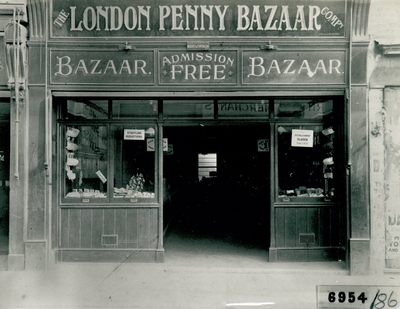 THE LONDON PENNY BAZAAR COMPY
BAZAAR. ADMISSION FREE BAZAAR
6954/86